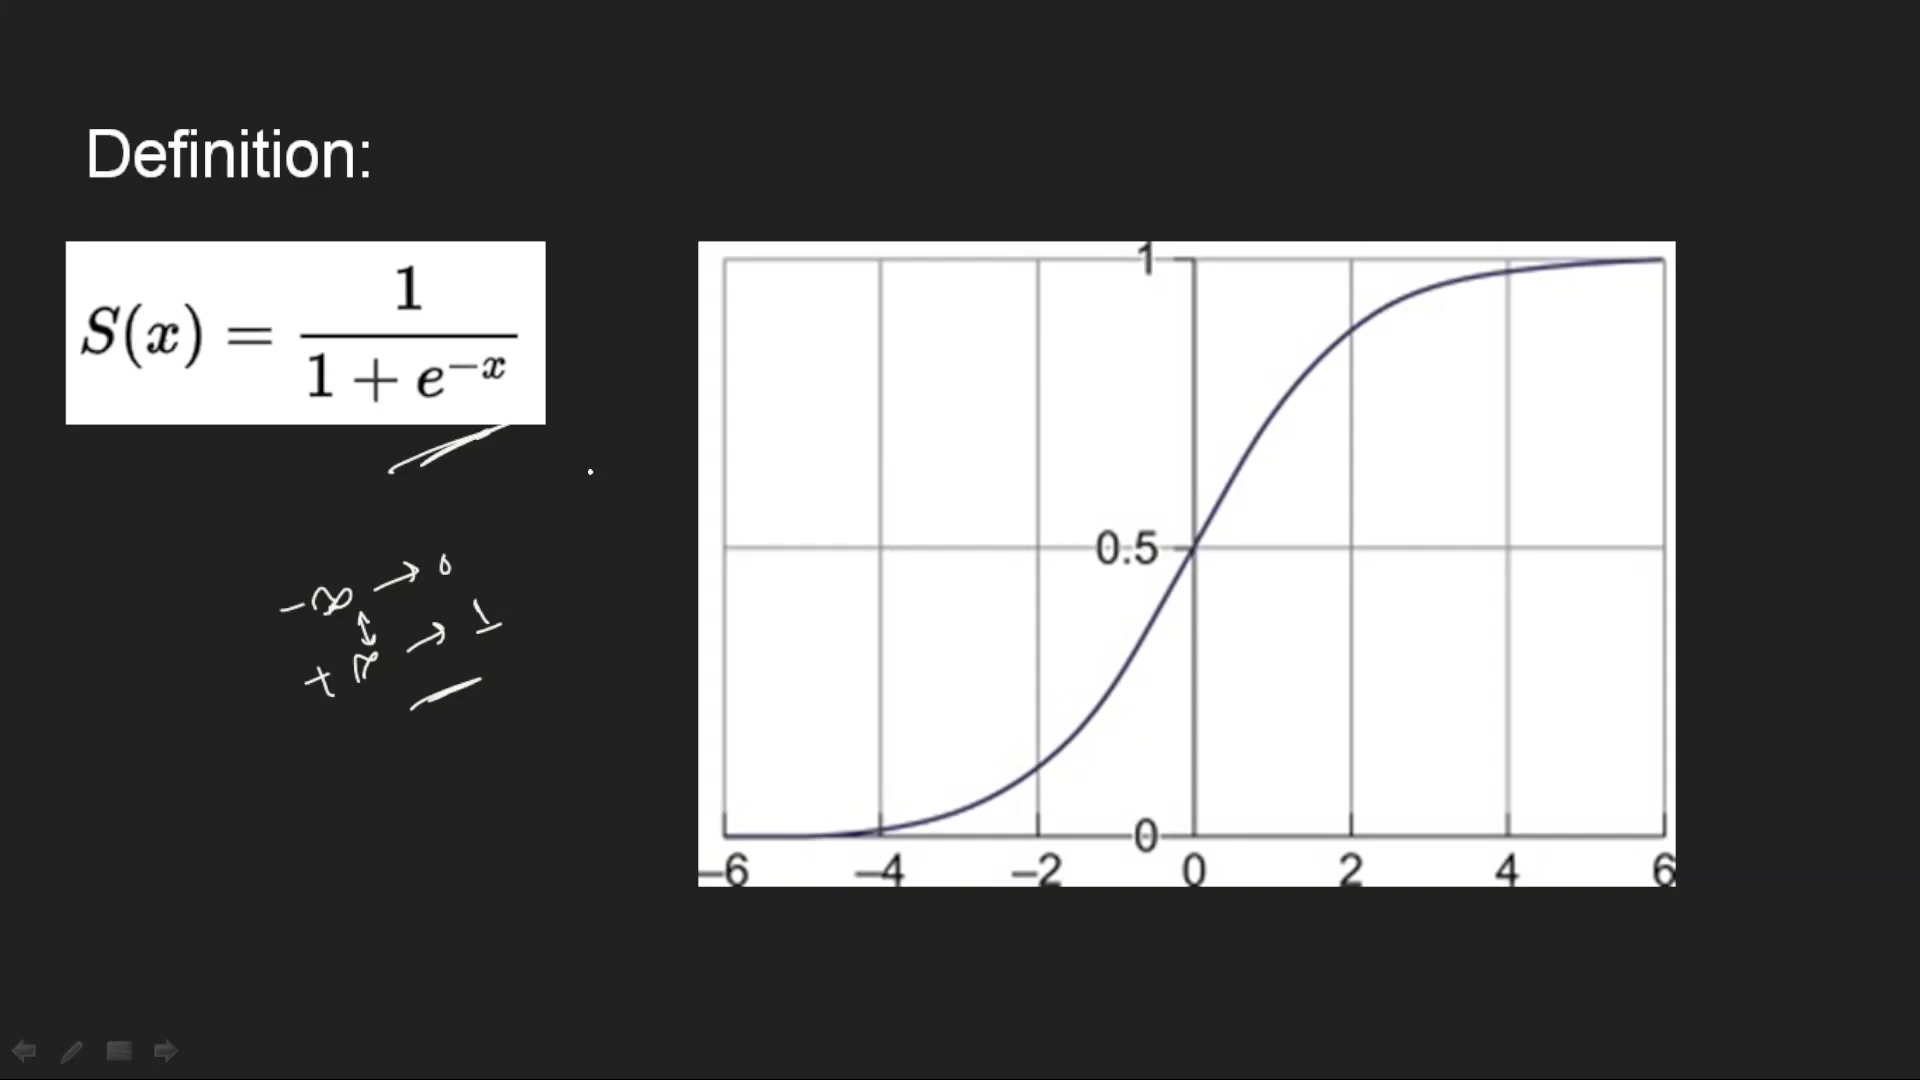 Definition:
S(x) = 1 / (1 + e^{-x})
-∞ → 0
+∞ → 1
1
0.5
0
–6 –4 –2 0 2 4 6